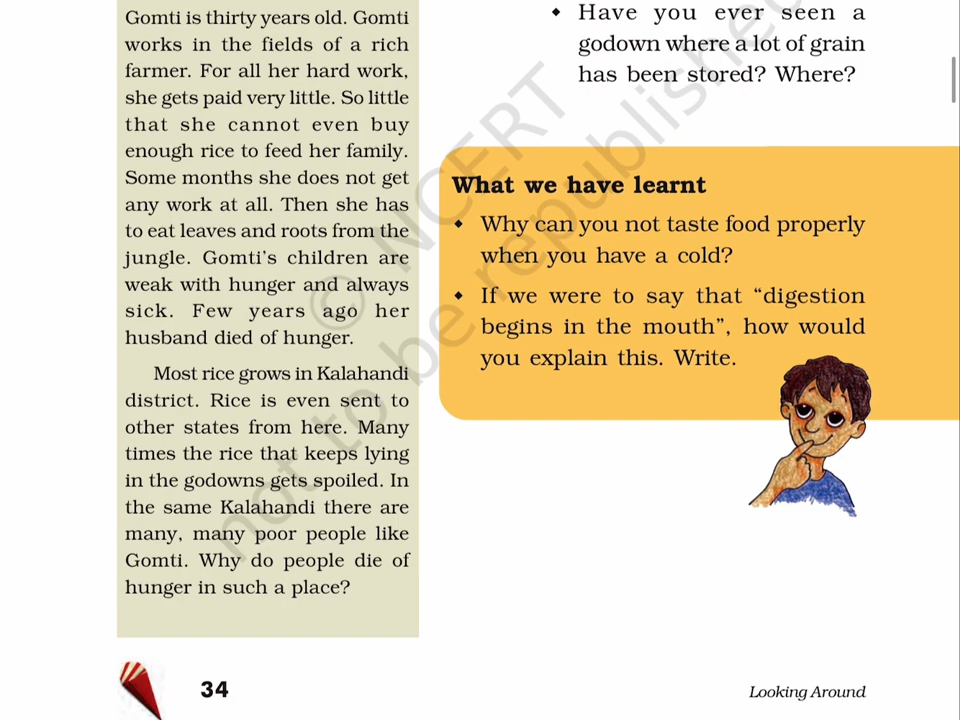 Gomti is thirty years old. Gomti
works in the fields of a rich
farmer. For all her hard work,
she gets paid very little. So little
that she cannot even buy
enough rice to feed her family.
Some months she does not get
any work at all. Then she has
to eat leaves and roots from the
jungle. Gomti's children are
weak with hunger and always
sick. Few years ago her
husband died of hunger.
Most rice grows in Kalahandi
district. Rice is even sent to
other states from here. Many
times the rice that keeps lying
in the godowns gets spoiled. In
the same Kalahandi there are
many, many poor people like
Gomti. Why do people die of
hunger in such a place?
◆ Have you ever seen a
godown where a lot of grain
has been stored? Where?
What we have learnt
◆ Why can you not taste food properly
when you have a cold?
◆ If we were to say that “digestion
begins in the mouth”, how would
you explain this. Write.
© NCERT
not to be republished
34
Looking Around